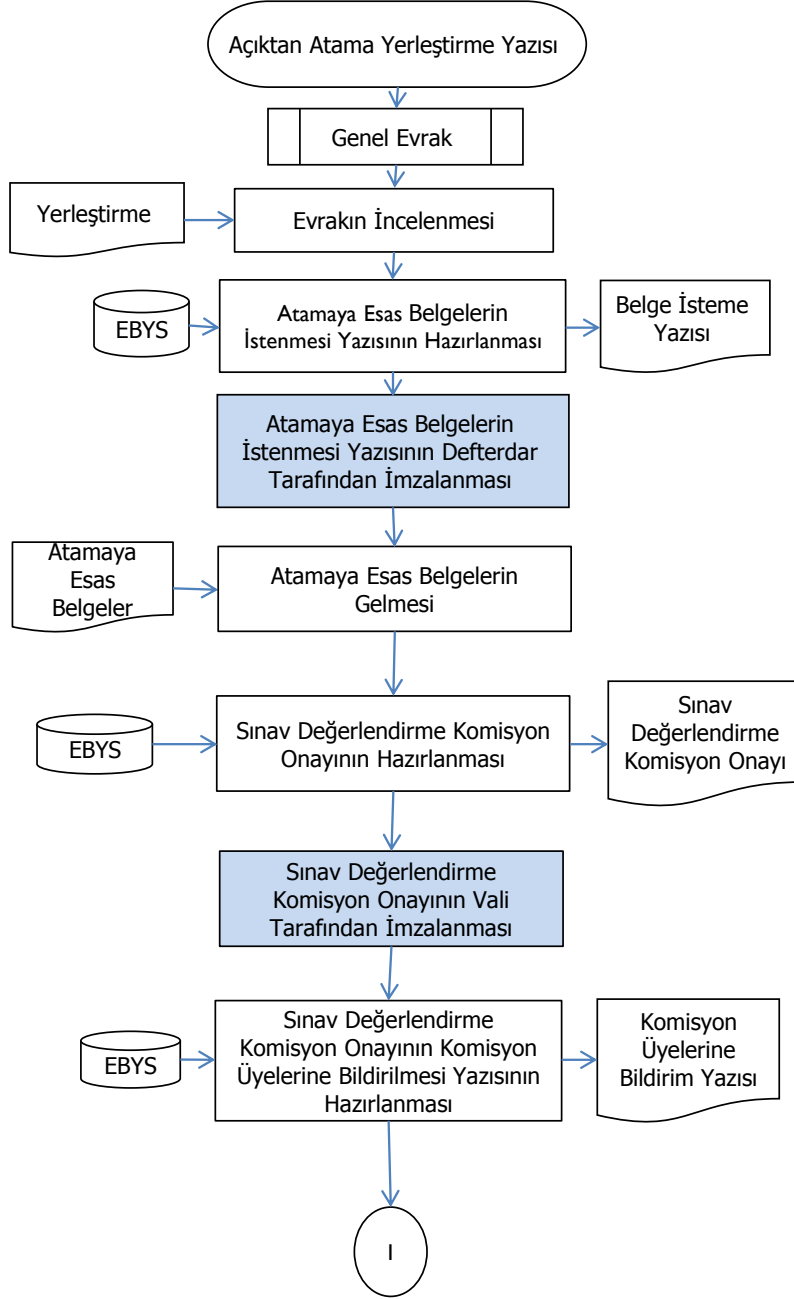 Açıktan Atama Yerleştirme Yazısı
Genel Evrak
Yerleştirme
Evrakın İncelenmesi
EBYS
Atamaya Esas Belgelerin
İstenmesi Yazısının Hazırlanması
Belge İsteme
Yazısı
Atamaya Esas Belgelerin
İstenmesi Yazısının Defterdar
Tarafından İmzalanması
Atamaya
Esas
Belgeler
Atamaya Esas Belgelerin
Gelmesi
EBYS
Sınav Değerlendirme Komisyon
Onayının Hazırlanması
Sınav
Değerlendirme
Komisyon Onayı
Sınav Değerlendirme
Komisyon Onayının Vali
Tarafından İmzalanması
EBYS
Sınav Değerlendirme
Komisyon Onayının Komisyon
Üyelerine Bildirilmesi Yazısının
Hazırlanması
Komisyon
Üyelerine
Bildirim Yazısı
I